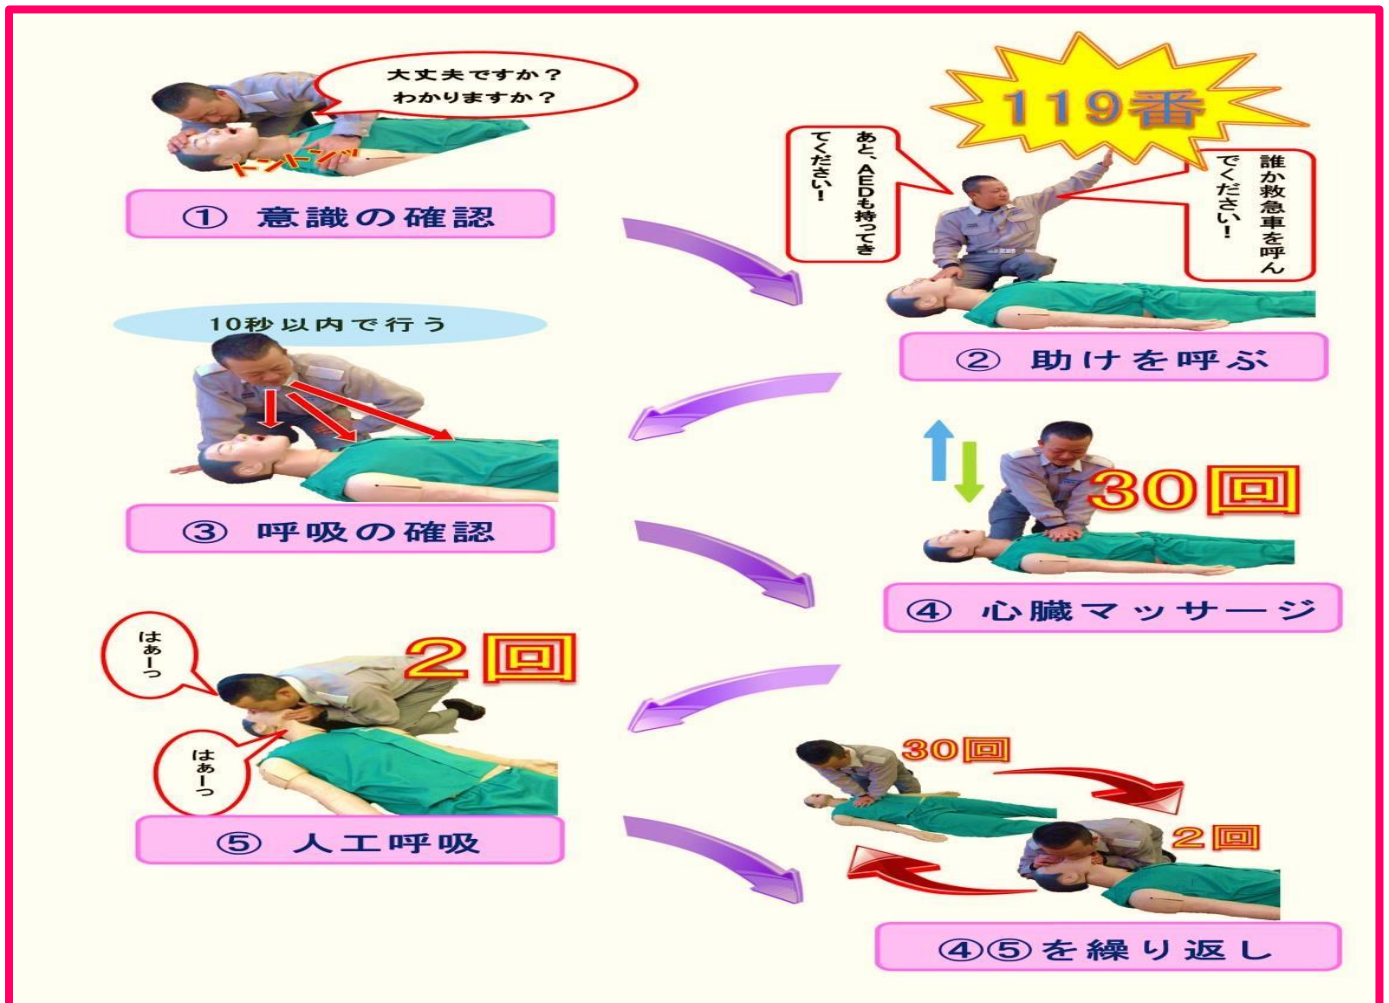 大丈夫ですか?
わかりますか?
トントンッ
① 意識の確認
119番
誰か救急車を呼ん
でください!
あと、AEDも持ってき
てください!
② 助けを呼ぶ
10秒以内で行う
③ 呼吸の確認
30回
④ 心臓マッサージ
はぁーっ
2回
はぁーっ
⑤ 人工呼吸
30回
2回
④⑤を繰り返し